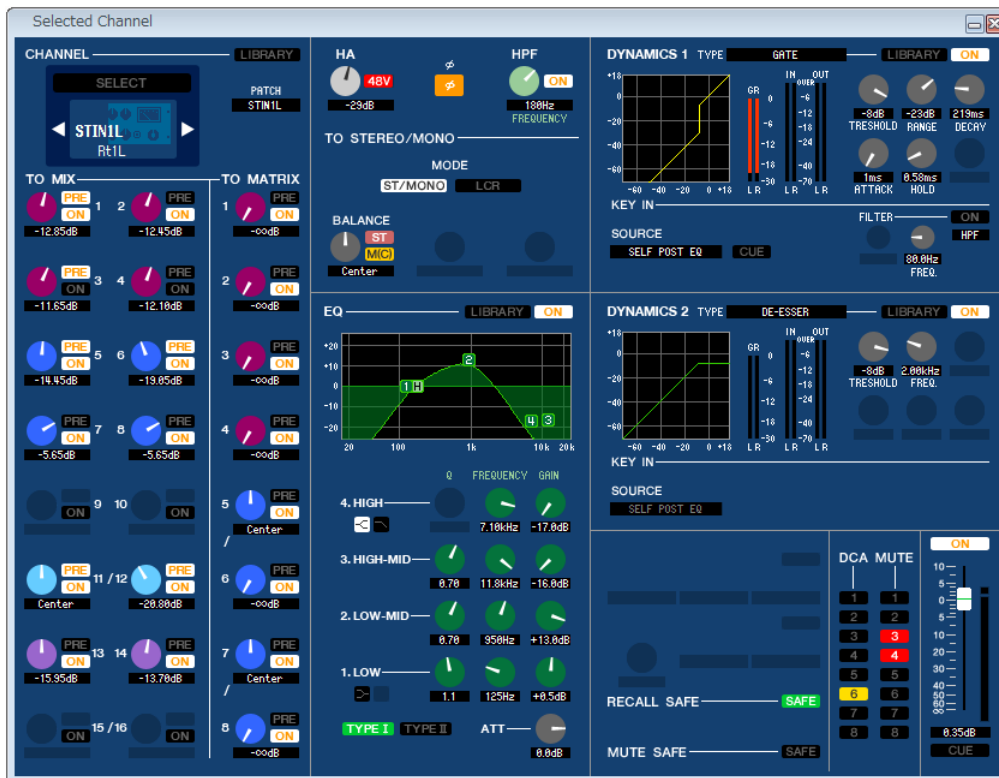 Selected Channel
CHANNEL LIBRARY
SELECT
PATCH
STIN1L
STIN1L
Rt1L
TO MIX TO MATRIX
PRE 1 2 PRE 1 PRE
ON ON ON
-12.85dB -12.45dB -∞dB
PRE 3 4 PRE 2 PRE
ON ON ON
-11.65dB -12.10dB -∞dB
PRE 5 6 PRE 3 PRE
ON ON ON
-14.45dB -19.05dB -∞dB
PRE 7 8 PRE 4 PRE
ON ON ON
-5.65dB -5.65dB -∞dB
9 10 5 PRE
ON ON ON
Center
/
PRE 11/12 PRE 6 PRE
ON ON ON
Center -20.80dB -∞dB
PRE 13 14 PRE 7 PRE
ON ON ON
-15.95dB -13.70dB Center
/
15/16 8 PRE
ON ON ON
-∞dB
HA ø HPF
48V ø ON
-29dB 180Hz
FREQUENCY
TO STEREO/MONO
MODE
ST/MONO LCR
BALANCE
ST
M(C)
Center
EQ LIBRARY ON
+20
+10
0
-10
-20
1 H 2 4 3
20 100 1k 10k 20k
Q FREQUENCY GAIN
4. HIGH
7.10kHz -17.0dB
3. HIGH-MID
0.70 11.8kHz -16.0dB
2. LOW-MID
0.70 950Hz +13.0dB
1. LOW
1.1 125Hz +0.5dB
TYPE I TYPE II ATT
0.0dB
DYNAMICS 1 TYPE GATE LIBRARY ON
+18
0
-20
-40
-60
-60 -40 -20 0 +18
GR IN OUT
OVER
0 -6
-6 -12
-18
-12 -24
-18 -40
-30 -70
L R L R L R
-8dB -23dB 219ms
TRESHOLD RANGE DECAY
1ms 0.58ms
ATTACK HOLD
KEY IN
SOURCE
SELF POST EQ CUE
FILTER ON
HPF
80.0Hz
FREQ.
DYNAMICS 2 TYPE DE-ESSER LIBRARY ON
+18
0
-20
-40
-60
-60 -40 -20 0 +18
GR IN OUT
OVER
0 -6
-6 -12
-18
-12 -24
-18 -40
-30 -70
L R L R L R
-8dB 2.00kHz
TRESHOLD FREQ.
KEY IN
SOURCE
SELF POST EQ
RECALL SAFE SAFE
MUTE SAFE SAFE
DCA MUTE
1 1
2 2
3 3
4 4
5 5
6 6
7 7
8 8
ON
10
5
0
5
10
20
30
40
50
60
∞
0.35dB
CUE